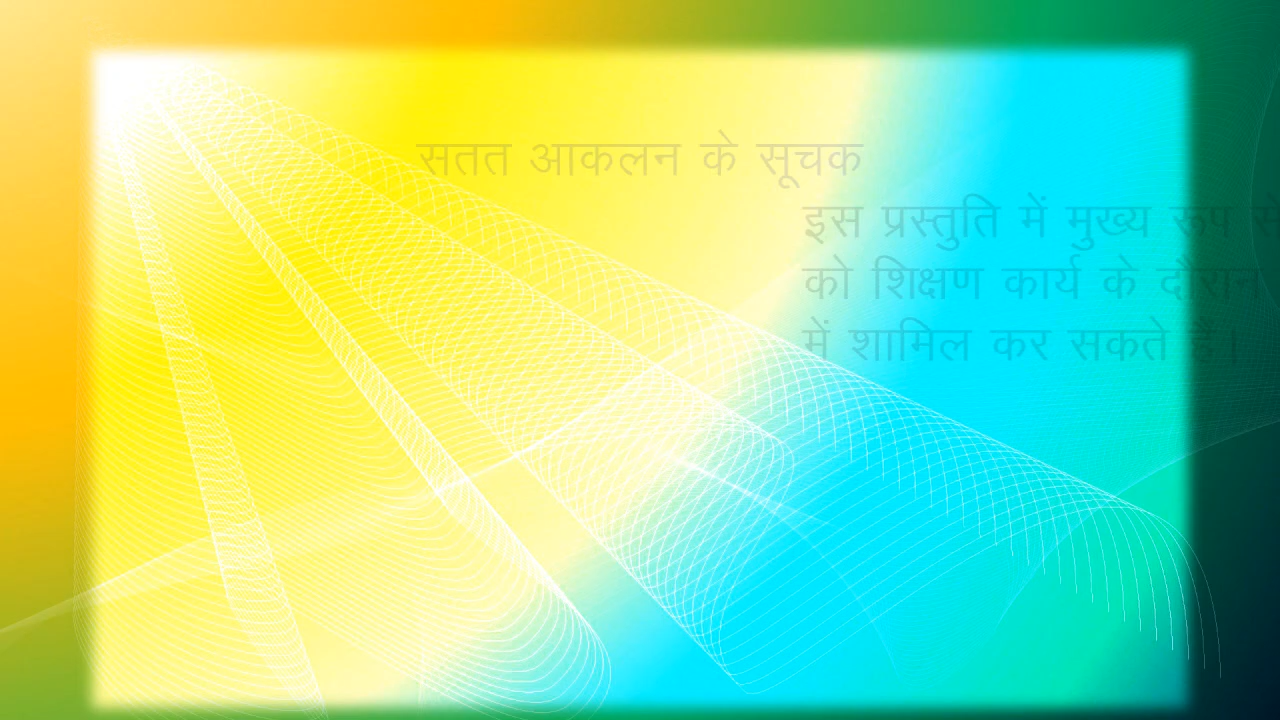 सतत आकलन के सूचक
इस प्रस्तुति में मुख्य रूप से
को शिक्षण कार्य के दौरान
में शामिल कर सकते हैं।